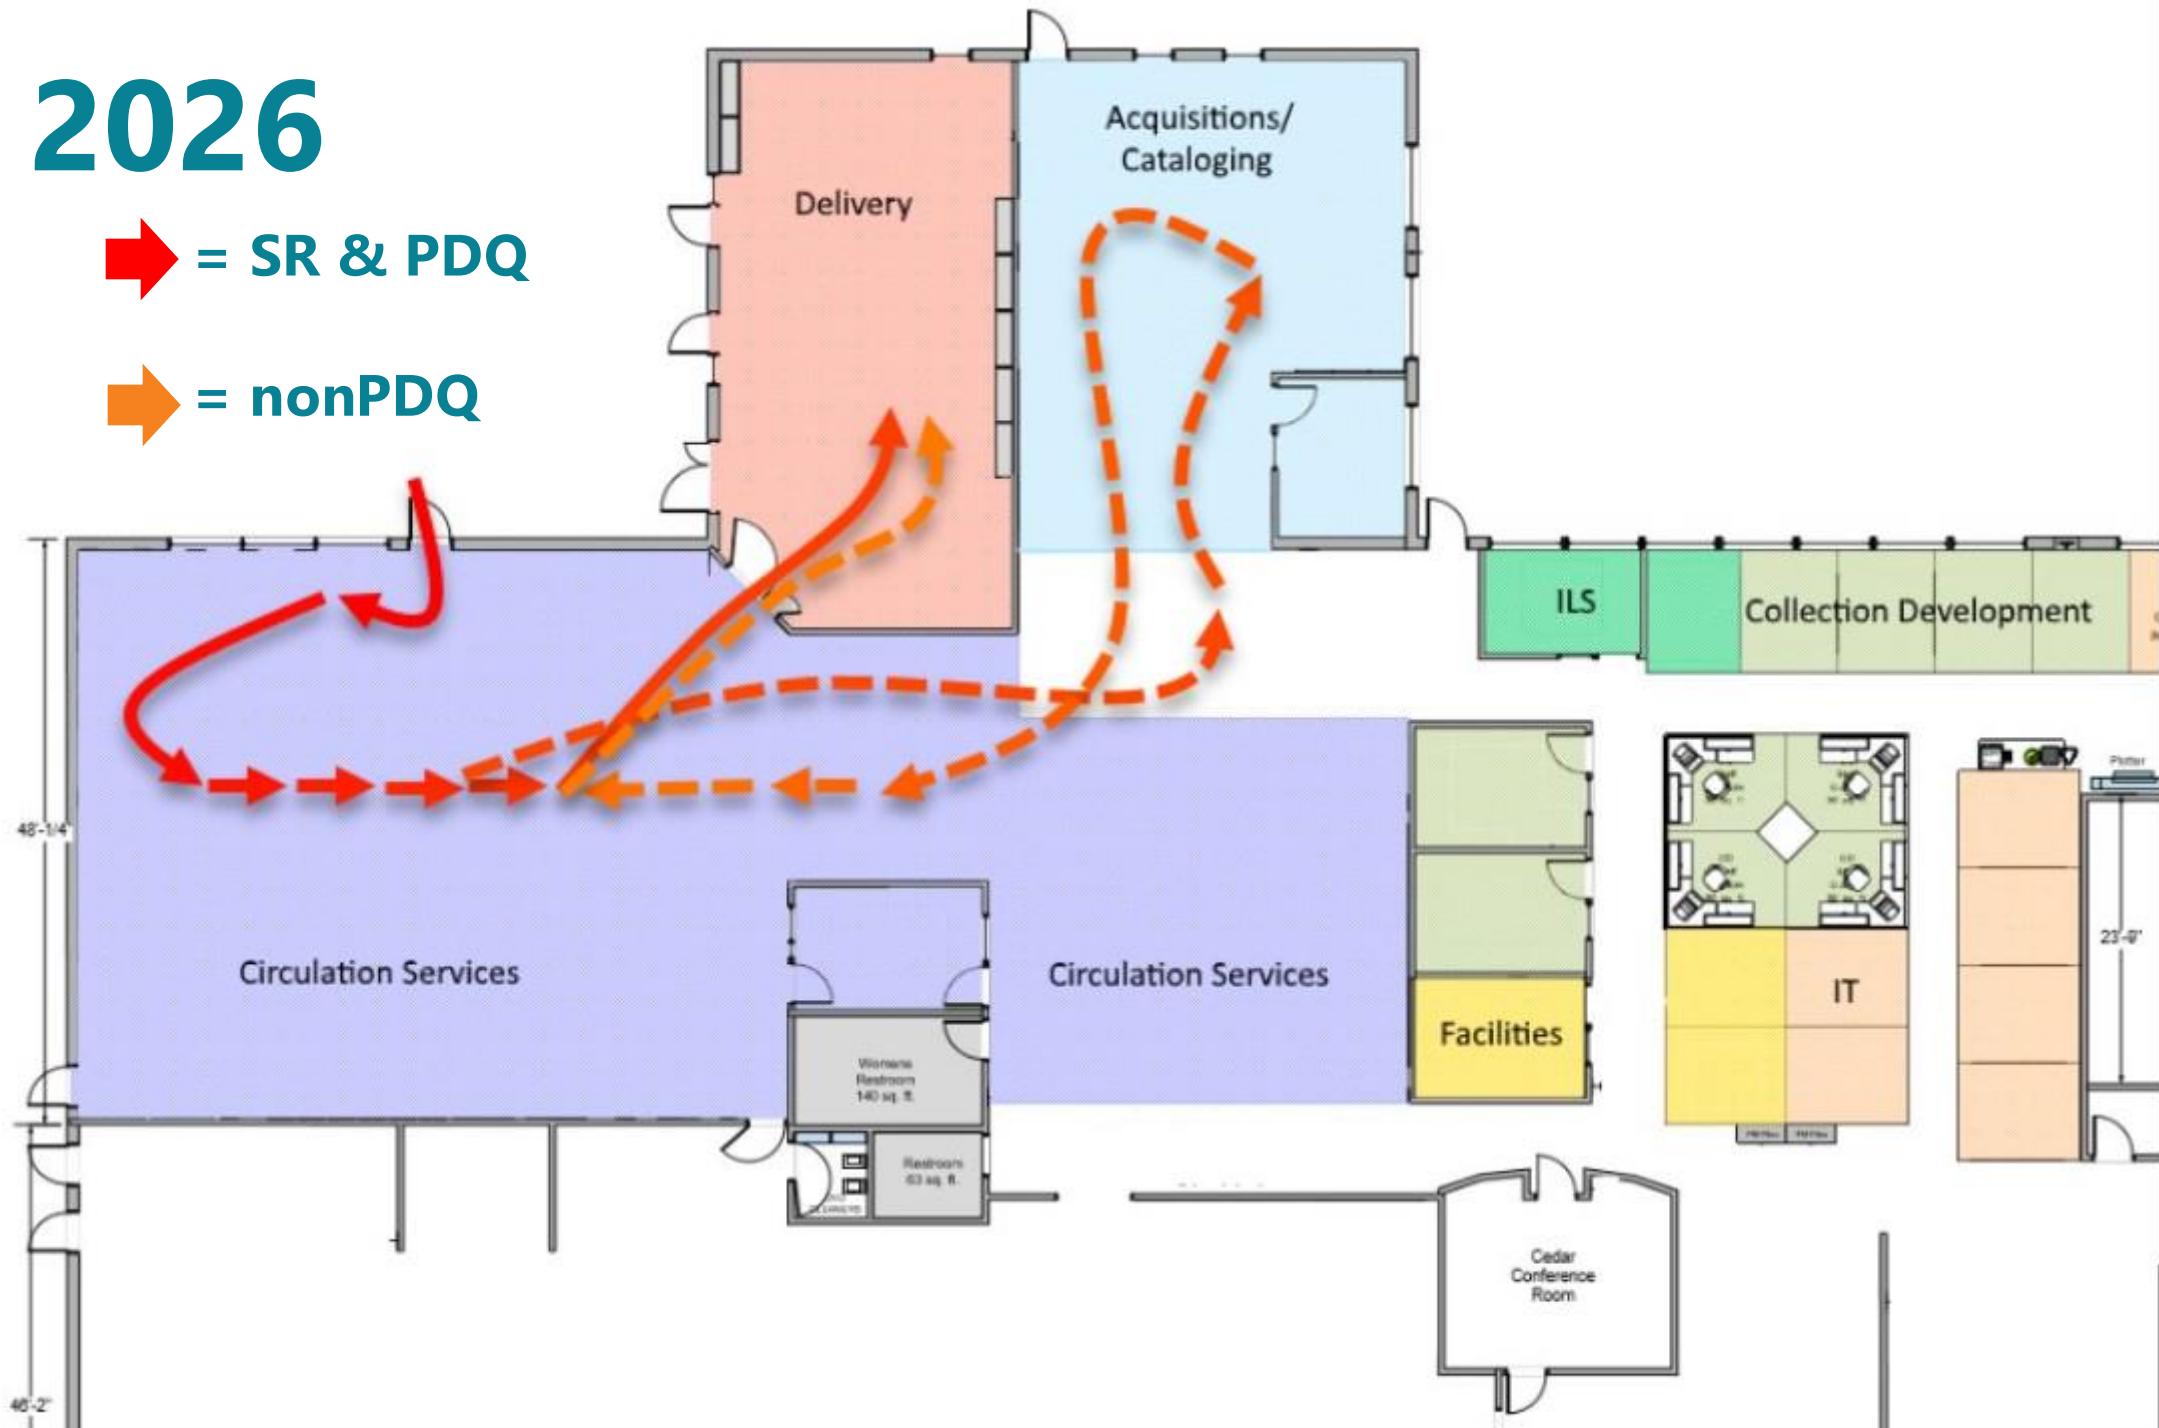 2026
= SR & PDQ
= nonPDQ
Delivery
Acquisitions/
Cataloging
ILS
Collection Development
Plotter
48'-1/4"
23'-9"
Circulation Services
Circulation Services
IT
Facilities
Womens
Restroom
140 sq. ft.
Restroom
63 sq. ft.
Cedar
Conference
Room
46'-2"